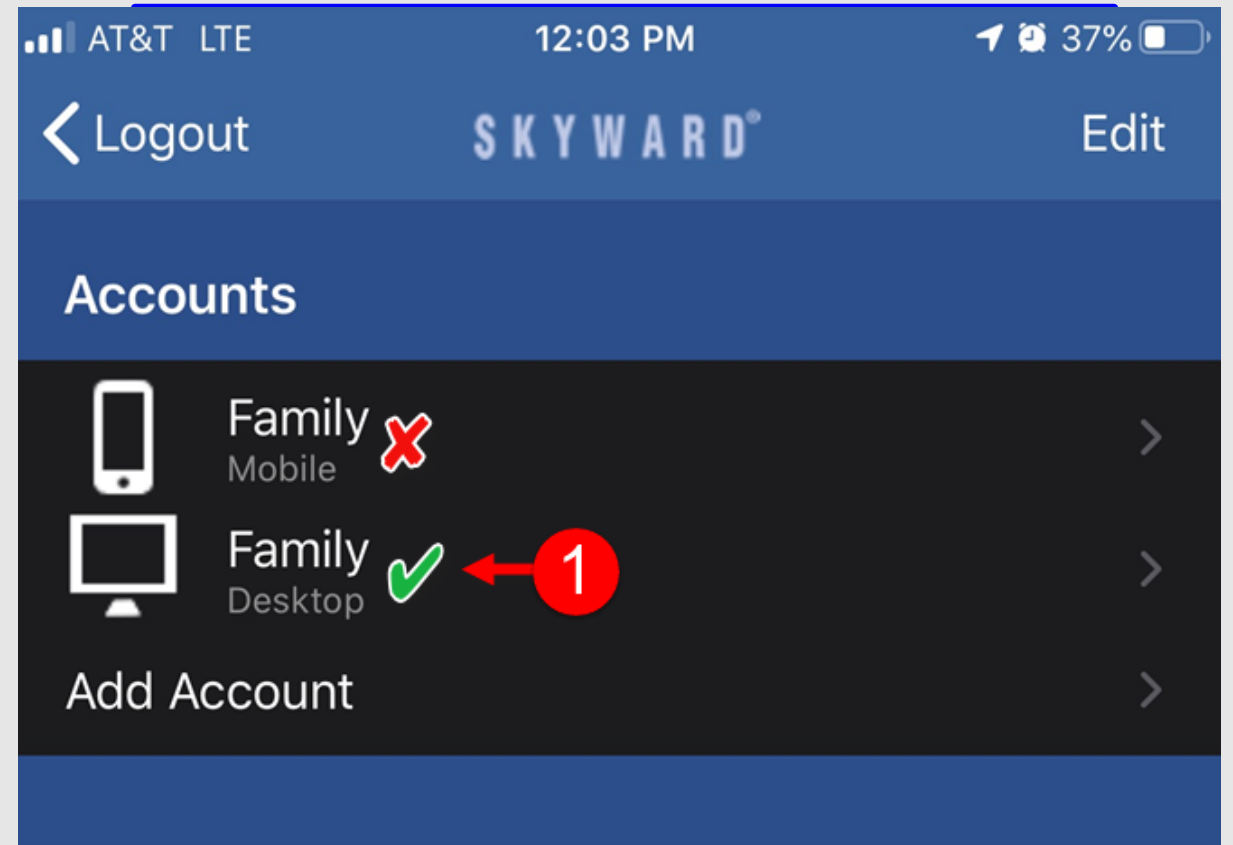 AT&T LTE 12:03 PM 37%
Logout SKYWARD® Edit
Accounts
Family
Mobile
Family
Desktop
1
Add Account